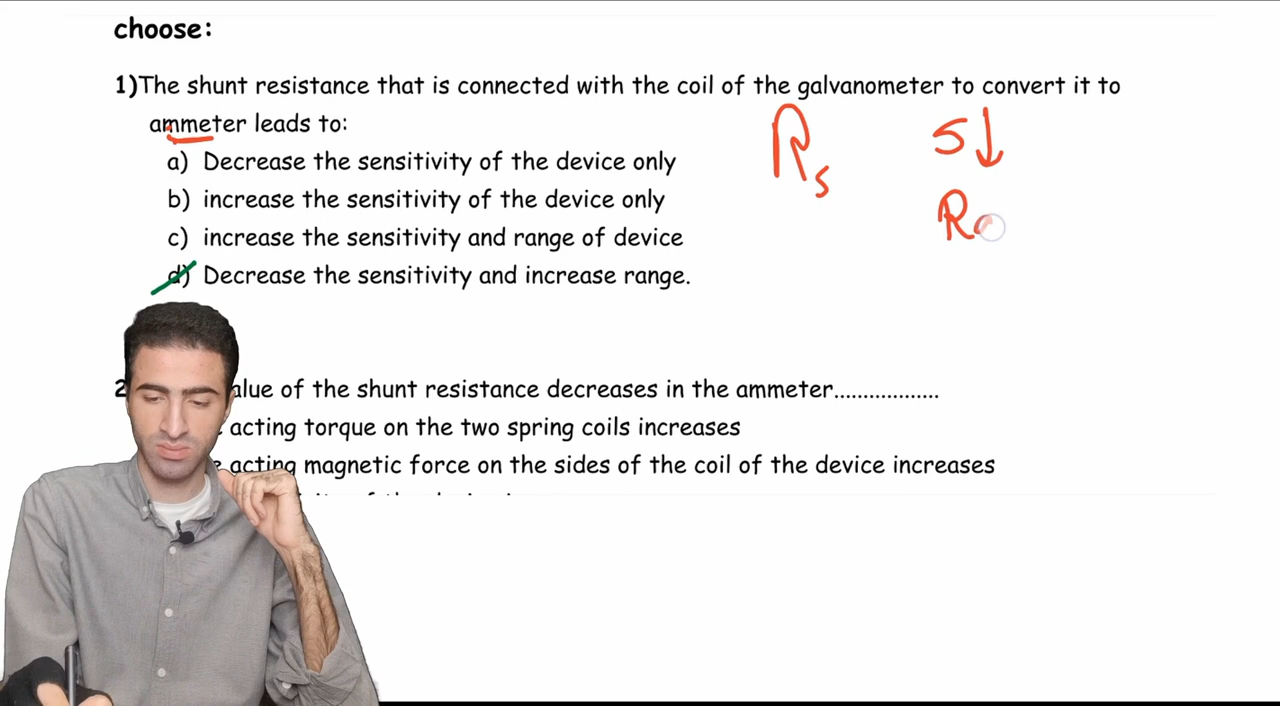 choose:
1)The shunt resistance that is connected with the coil of the galvanometer to convert it to
ammeter leads to:
Rs
S↓
R
a) Decrease the sensitivity of the device only
b) increase the sensitivity of the device only
c) increase the sensitivity and range of device
d) Decrease the sensitivity and increase range.
2 alue of the shunt resistance decreases in the ammeter..................
acting torque on the two spring coils increases
acting magnetic force on the sides of the coil of the device increases